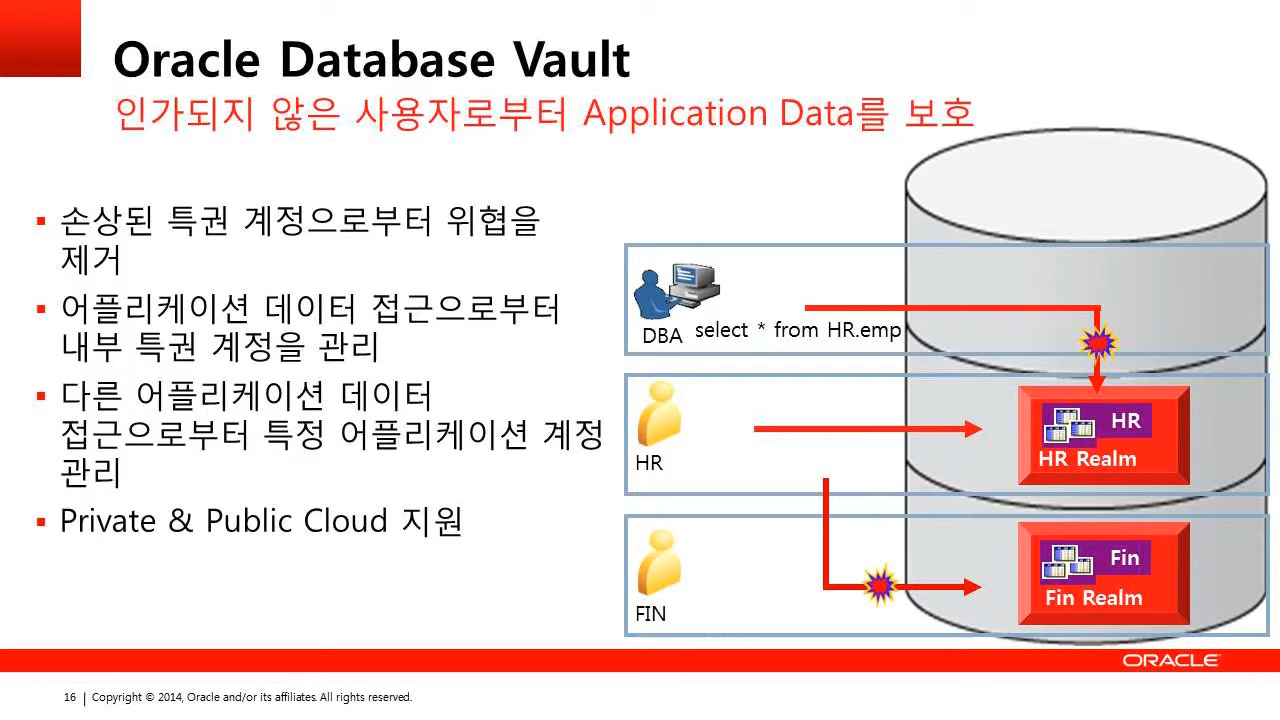 Oracle Database Vault
인가되지 않은 사용자로부터 Application Data를 보호
▪ 손상된 특권 계정으로부터 위협을
제거
▪ 어플리케이션 데이터 접근으로부터
내부 특권 계정을 관리
▪ 다른 어플리케이션 데이터
접근으로부터 특정 어플리케이션 계정
관리
▪ Private & Public Cloud 지원
DBA select * from HR.emp
HR
HR Realm
HR
Fin
Fin Realm
FIN
ORACLE
16 | Copyright © 2014, Oracle and/or its affiliates. All rights reserved.